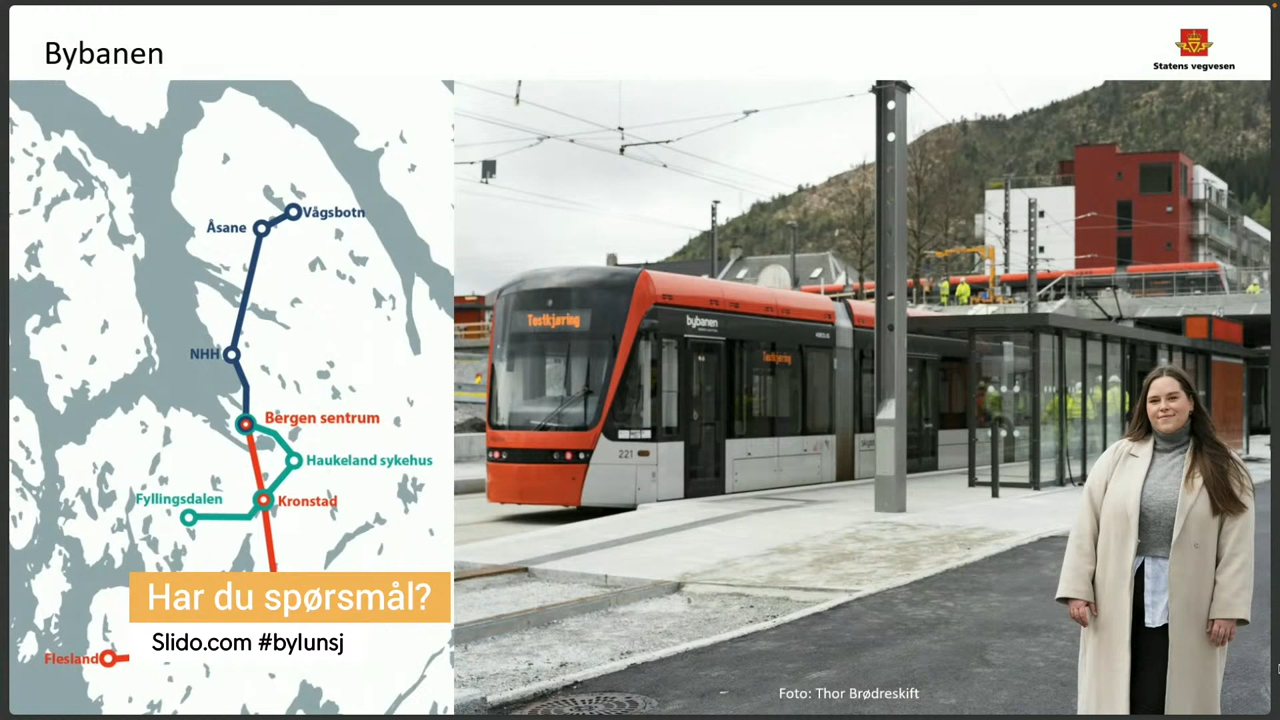 Bybanen
Statens vegvesen
Vågsbotn
Åsane
NHH
Bergen sentrum
Haukeland sykehus
Fyllingsdalen
Kronstad
Har du spørsmål?
Slido.com #bylunsj
Flesland
Testkjøring
bybanen
Testkjøring
221
Foto: Thor Brødreskift